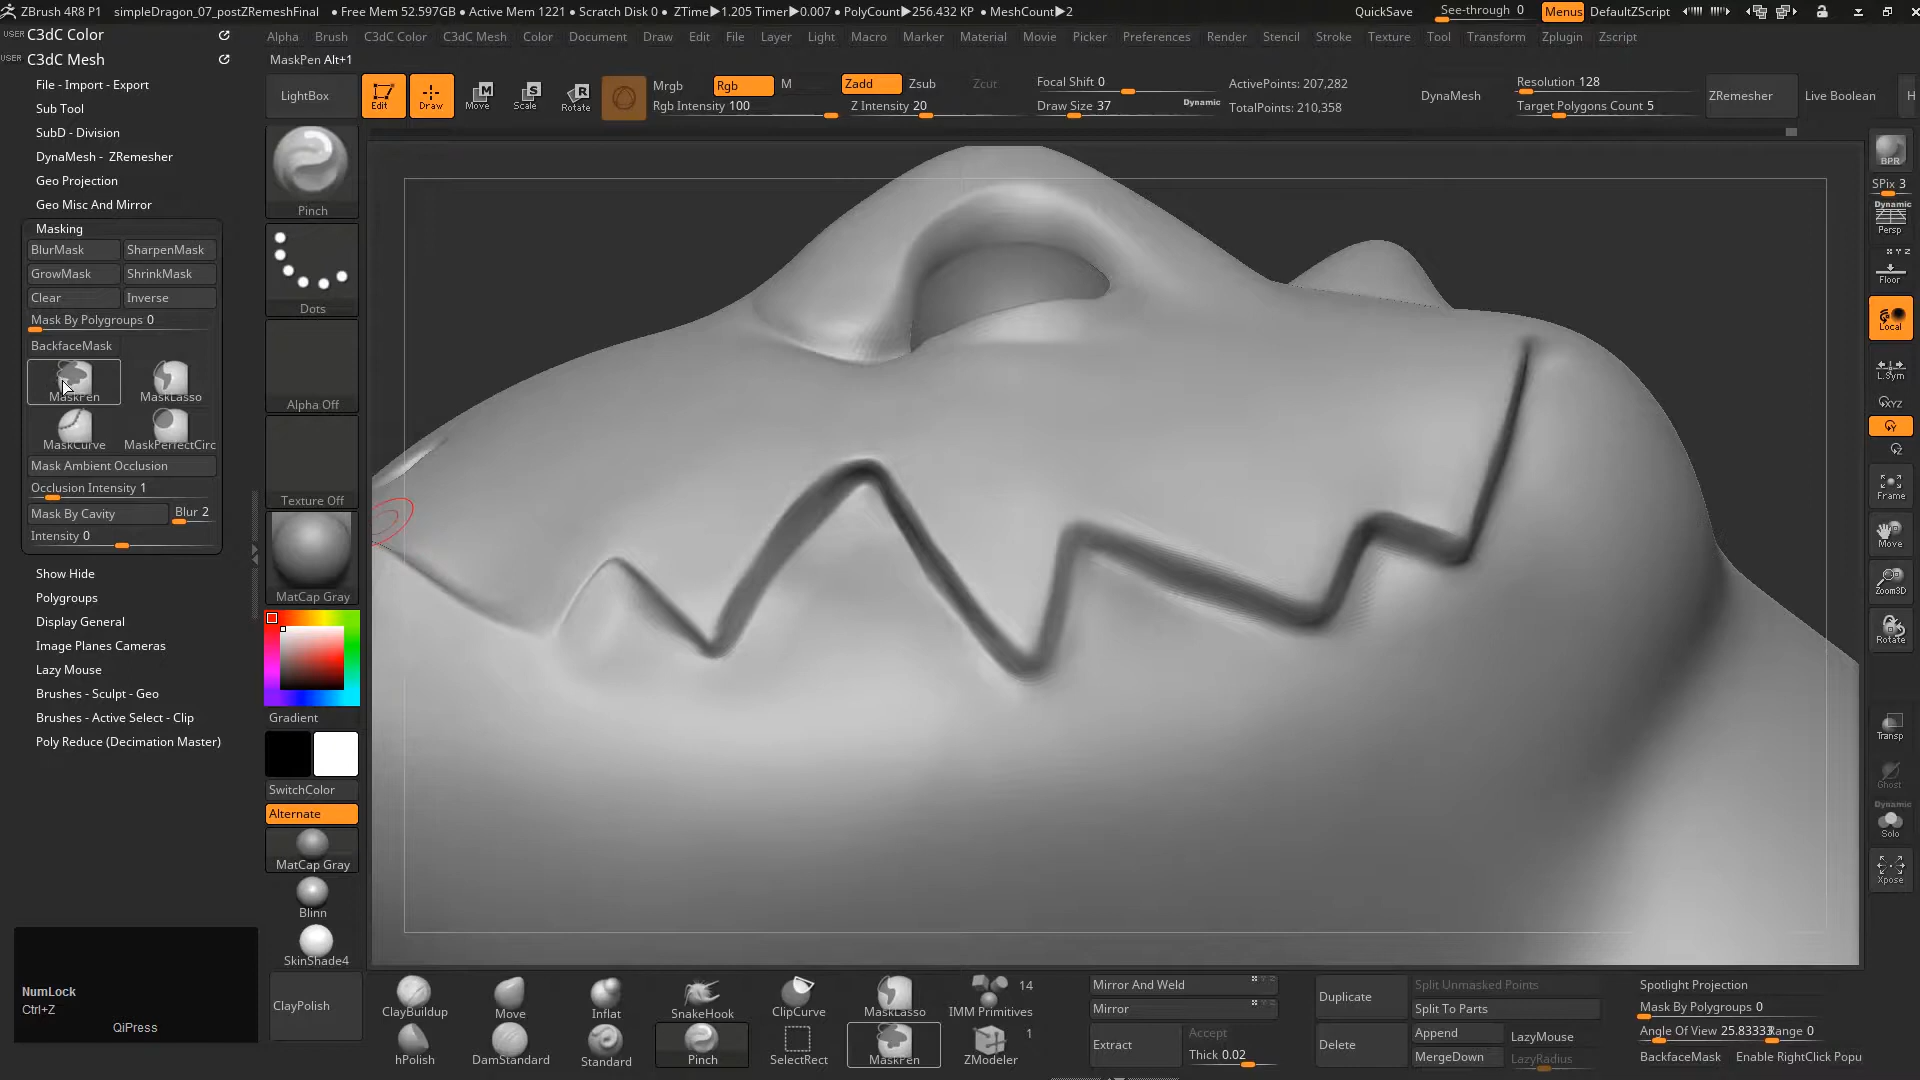 ZBrush 4R8 P1 simpleDragon_07_postZRemeshFinal • Free Mem 52.597GB • Active Mem 1221 • Scratch Disk 0 • ZTime▶1.205 Timer▶0.007 • PolyCount▶256.432 KP • MeshCount▶2 QuickSave See-through 0 Menus DefaultZScript
USER C3dC Color
Alpha Brush C3dC Color C3dC Mesh Color Document Draw Edit File Layer Light Macro Marker Material Movie Picker Preferences Render Stencil Stroke Texture Tool Transform Zplugin Zscript
USER C3dC Mesh
MaskPen Alt+1
File - Import - Export
Sub Tool
SubD - Division
DynaMesh - ZRemesher
Geo Projection
Geo Misc And Mirror
Masking
BlurMask SharpenMask
GrowMask ShrinkMask
Clear Inverse
Mask By Polygroups 0
BackfaceMask
MaskPen MaskLasso
MaskCurve MaskPerfectCirc
Mask Ambient Occlusion
Occlusion Intensity 1
Mask By Cavity Blur 2
Intensity 0
Show Hide
Polygroups
Display General
Image Planes Cameras
Lazy Mouse
Brushes - Sculpt - Geo
Brushes - Active Select - Clip
Poly Reduce (Decimation Master)
NumLock
Ctrl+Z
QiPress
LightBox
Edit Draw Move Scale Rotate
Mrgb Rgb M Zadd Zsub Zcut
Rgb Intensity 100 Z Intensity 20
Focal Shift 0
Draw Size 37 Dynamic
ActivePoints: 207,282
TotalPoints: 210,358
DynaMesh
Resolution 128
Target Polygons Count 5
ZRemesher Live Boolean H
Pinch
Dots
Alpha Off
Texture Off
MatCap Gray
Gradient
SwitchColor
Alternate
MatCap Gray
Blinn
SkinShade4
ClayPolish
BPR
SPix 3
Dynamic
Persp
X Y Z
Floor
Local
L.Sym
XYZ
Y
Z
Frame
Move
Zoom3D
Rotate
Transp
Ghost
Dynamic
Solo
Xpose
ClayBuildup Move Inflat SnakeHook ClipCurve MaskLasso IMM Primitives 14
hPolish DamStandard Standard Pinch SelectRect MaskPen ZModeler 1
Mirror And Weld
Mirror
Extract Accept
Thick 0.02
Duplicate
Delete
Split Unmasked Points
Split To Parts
Append LazyMouse
MergeDown LazyRadius
Spotlight Projection
Mask By Polygroups 0
Angle Of View 25.83333 Range 0
BackfaceMask Enable RightClick Popu